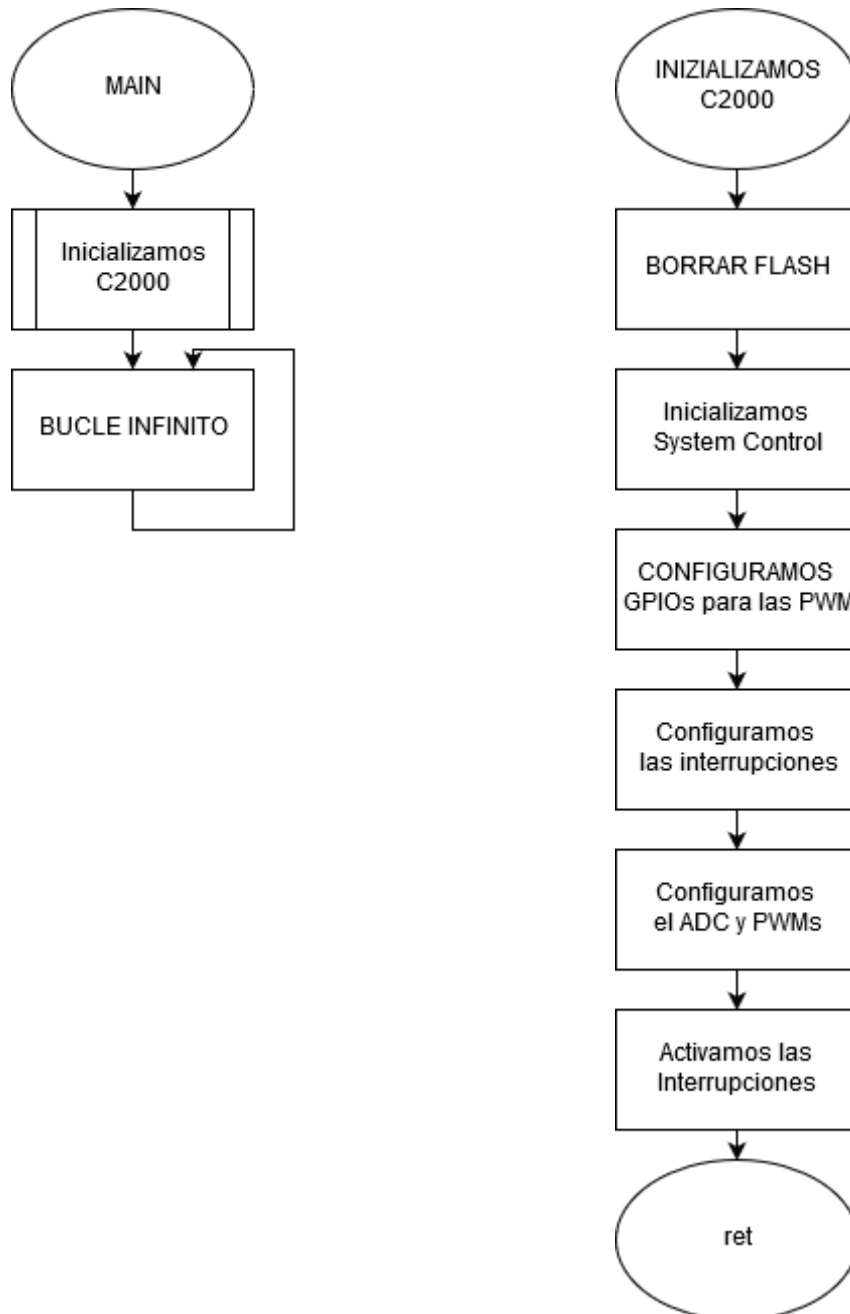 MAIN
Inicializamos
C2000
BUCLE INFINITO
INIZIALIZAMOS
C2000
BORRAR FLASH
Inicializamos
System Control
CONFIGURAMOS
GPIOs para las PWM
Configuramos
las interrupciones
Configuramos
el ADC y PWMs
Activamos las
Interrupciones
ret